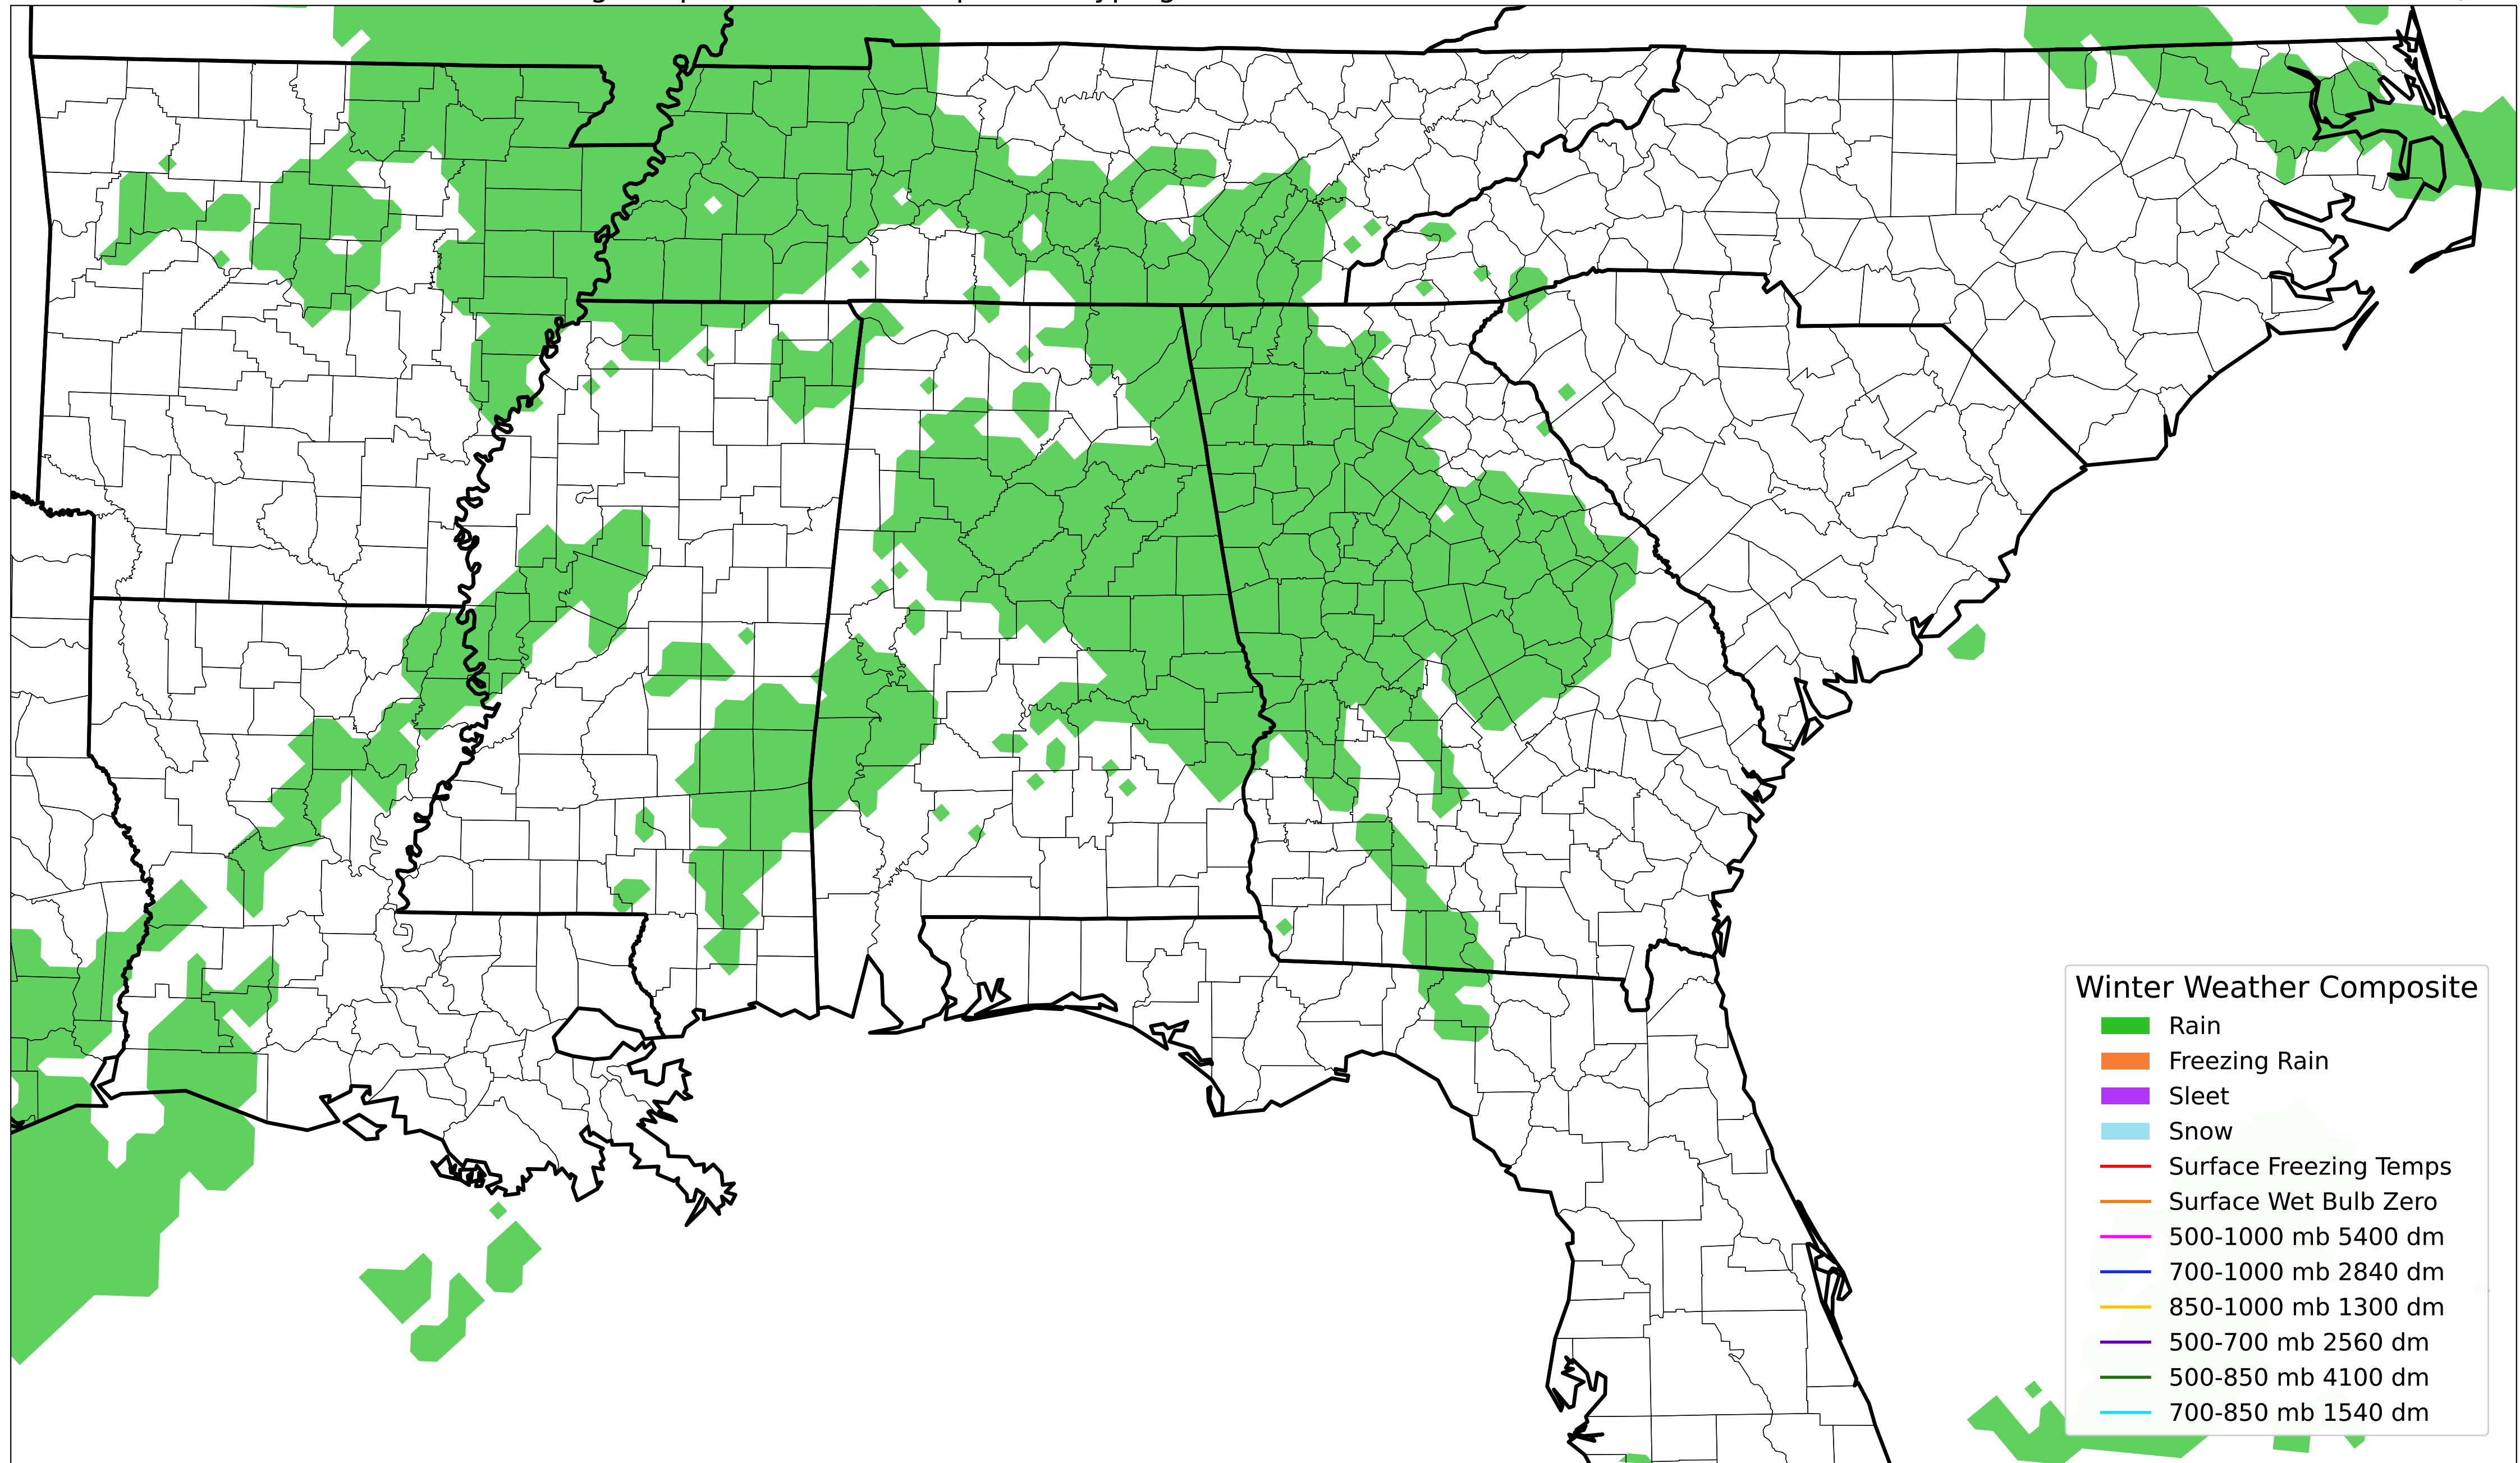 Winter Weather Composite
Rain
Freezing Rain
Sleet
Snow
Surface Freezing Temps
Surface Wet Bulb Zero
500-1000 mb 5400 dm
700-1000 mb 2840 dm
850-1000 mb 1300 dm
500-700 mb 2560 dm
500-850 mb 4100 dm
700-850 mb 1540 dm